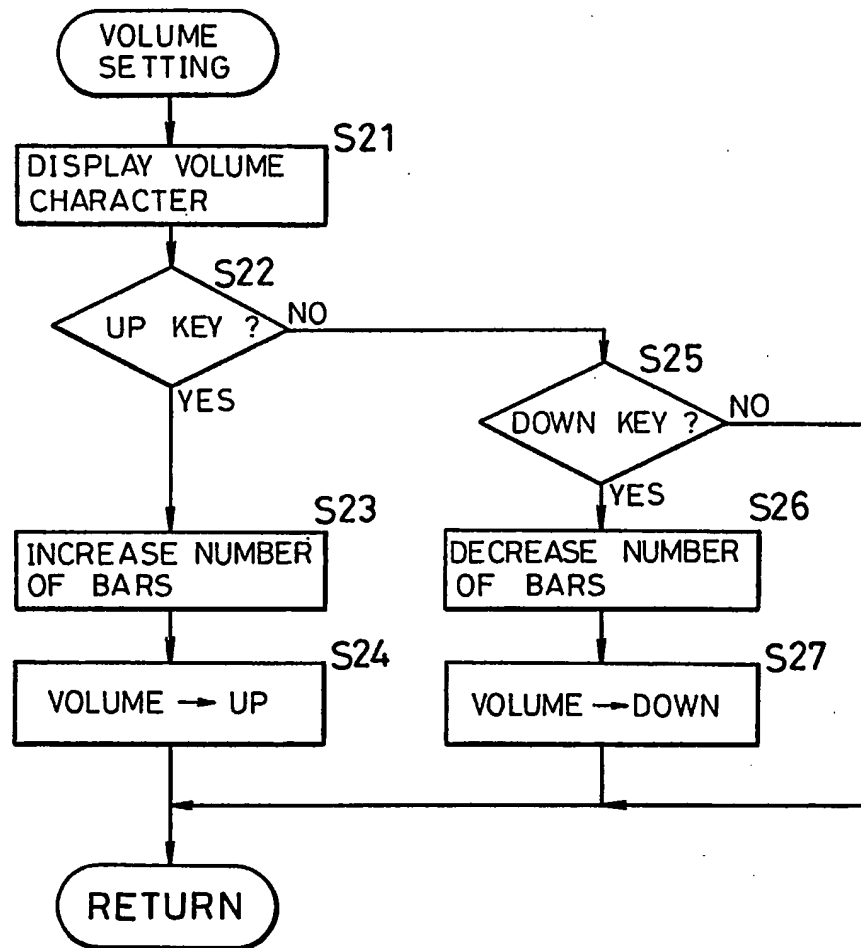 VOLUME
SETTING
S21
DISPLAY VOLUME
CHARACTER
S22
UP KEY ?
NO
YES
S25
DOWN KEY ?
NO
YES
S23
INCREASE NUMBER
OF BARS
S26
DECREASE NUMBER
OF BARS
S24
VOLUME → UP
S27
VOLUME → DOWN
RETURN